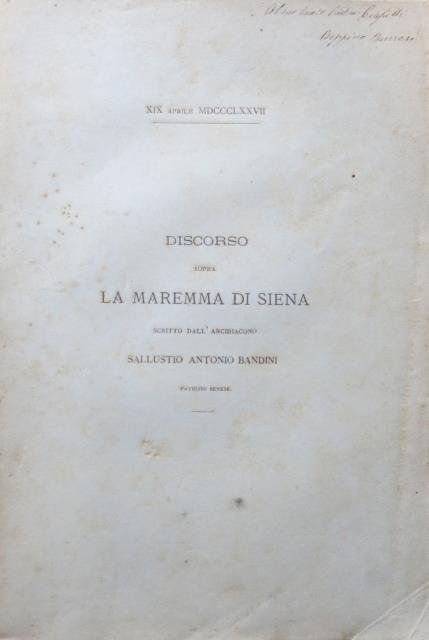 XIX APRILE MDCCCLXXVII
DISCORSO
SOPRA
LA MAREMMA DI SIENA
SCRITTO DALL' ARCIDIACONO
SALLUSTIO ANTONIO BANDINI
PATRIZIO SENESE.